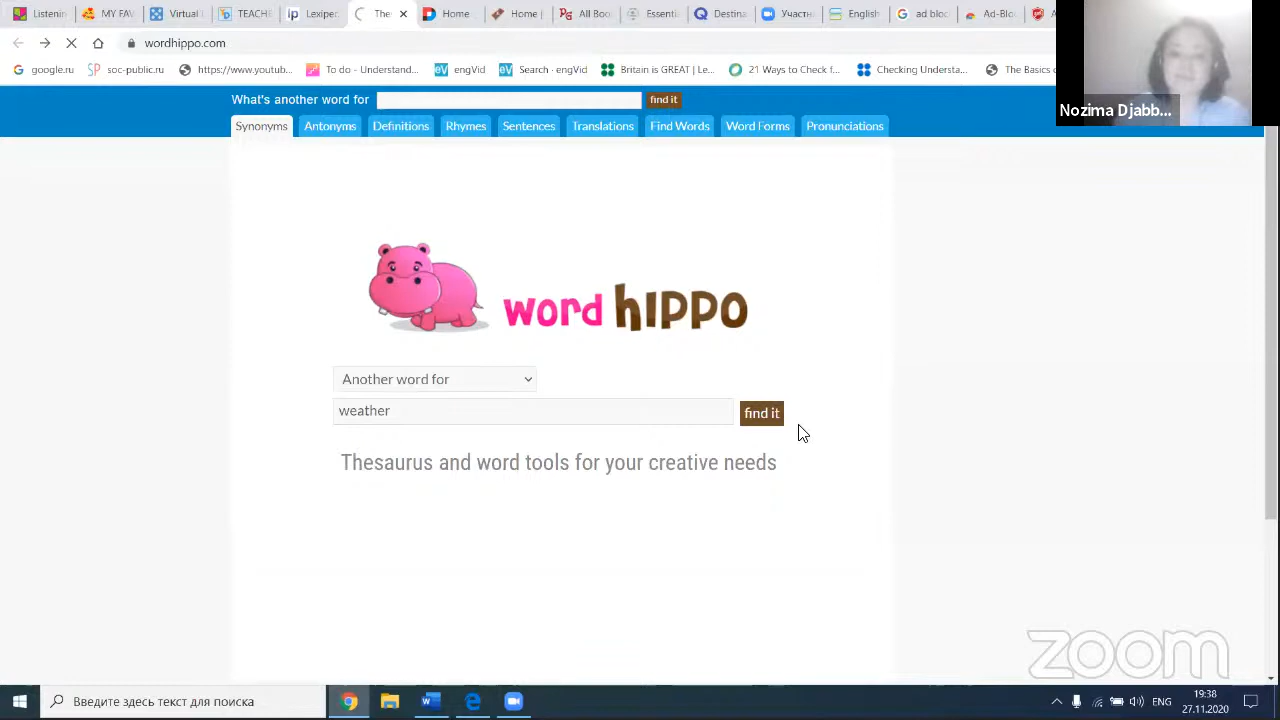 Listenin
MY FAV
Virtual
TEACHE
Lexipec
The
Home
Home
All Boo
Essentia
Destina
Участн
English
ad bloc
Ad-Bloc
wordhippo.com
google.ru
soc-public.ru
https://www.youtub...
To do - Understand...
engVid
Search - engVid
Britain is GREAT | Le...
21 Ways to Check f...
Checking Understa...
The Basics o
Nozima Djabb...
What's another word for
find it
Synonyms
Antonyms
Definitions
Rhymes
Sentences
Translations
Find Words
Word Forms
Pronunciations
word hippo
Another word for
weather
find it
Thesaurus and word tools for your creative needs
zoom
Введите здесь текст для поиска
ENG
19:38
27.11.2020